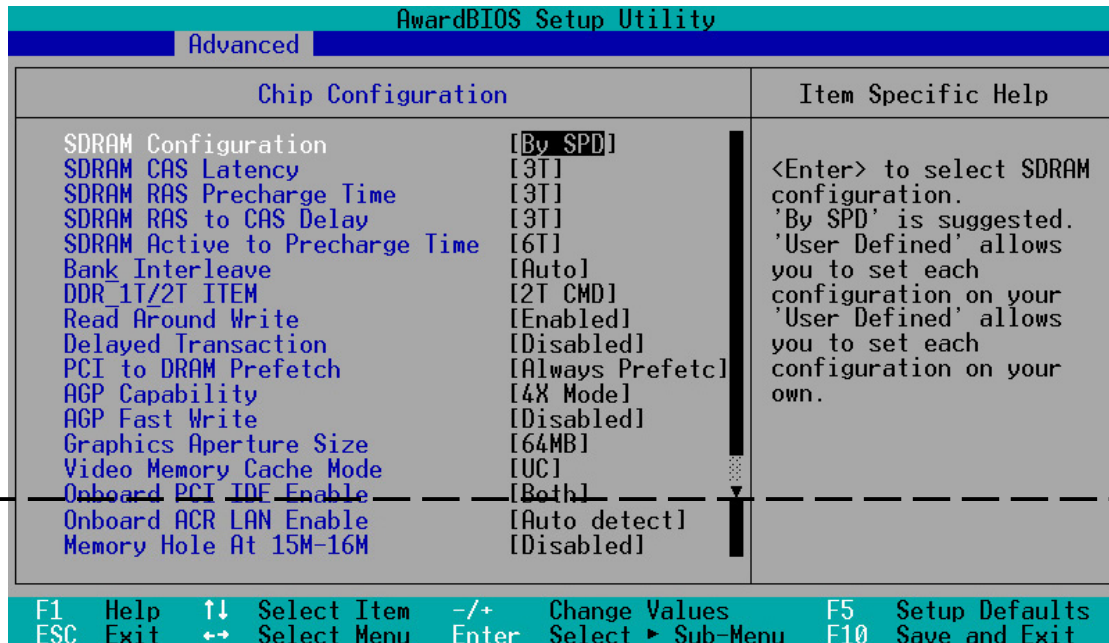 AwardBIOS Setup Utility
Advanced
Chip Configuration
Item Specific Help
SDRAM Configuration [By SPD]
SDRAM CAS Latency [3T]
SDRAM RAS Precharge Time [3T]
SDRAM RAS to CAS Delay [3T]
SDRAM Active to Precharge Time [6T]
Bank Interleave [Auto]
DDR_1T/2T ITEM [2T CMD]
Read Around Write [Enabled]
Delayed Transaction [Disabled]
PCI to DRAM Prefetch [Always Prefetc]
AGP Capability [4X Mode]
AGP Fast Write [Disabled]
Graphics Aperture Size [64MB]
Video Memory Cache Mode [UC]
Onboard PCI IDE Enable [Both]
Onboard ACR LAN Enable [Auto detect]
Memory Hole At 15M-16M [Disabled]
<Enter> to select SDRAM
configuration.
'By SPD' is suggested.
'User Defined' allows
you to set each
configuration on your
'User Defined' allows
you to set each
configuration on your
own.
F1 Help ↑↓ Select Item -/+ Change Values F5 Setup Defaults
ESC Exit ←→ Select Menu Enter Select ► Sub-Menu F10 Save and Exit